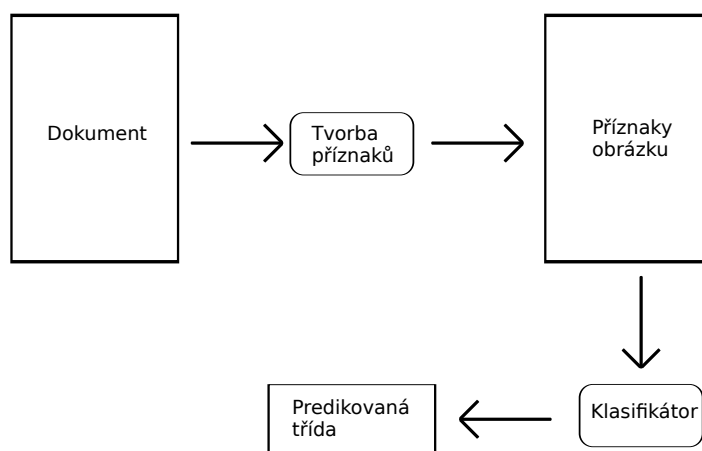 Dokument
Tvorba
příznaků
Příznaky
obrázku
Klasifikátor
Predikovaná
třída